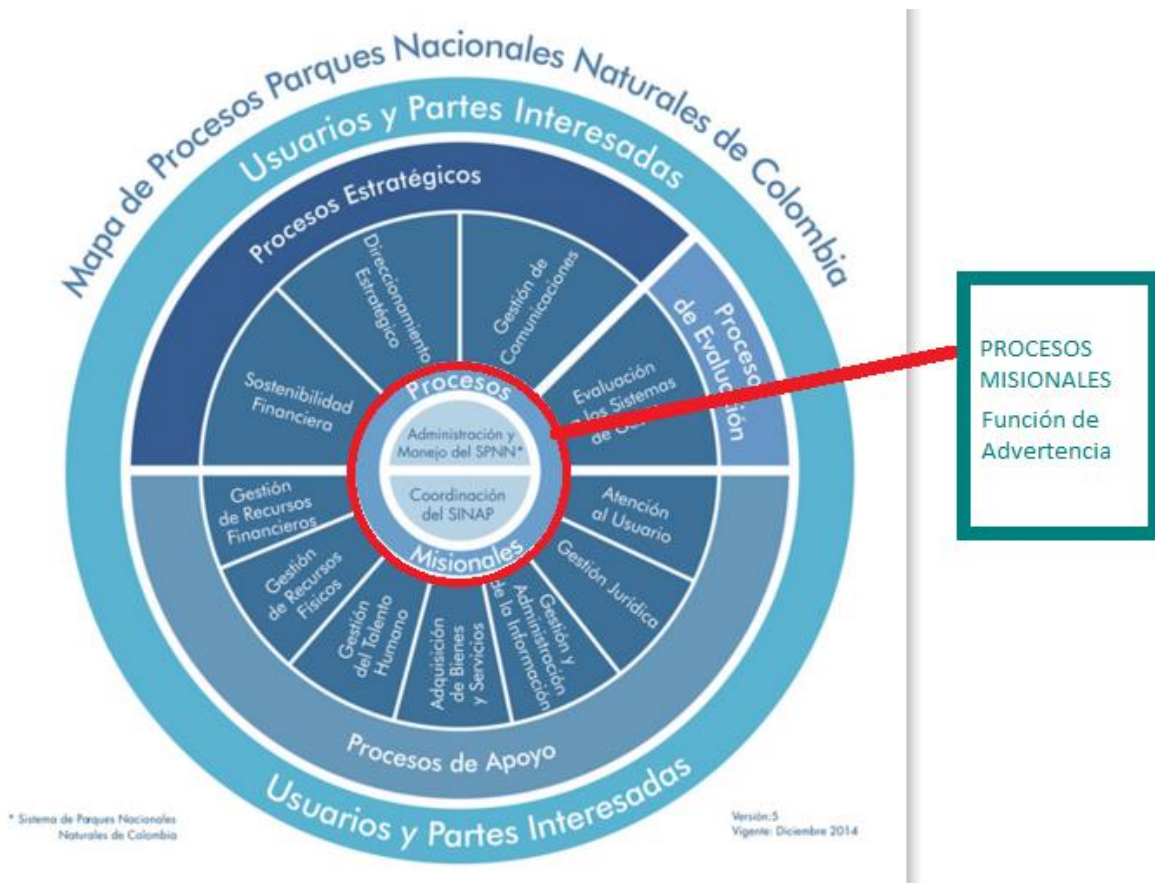 Mapa de Procesos Parques Nacionales Naturales de Colombia
Usuarios y Partes Interesadas
Procesos Estratégicos
Direccionamiento
Estratégico
Gestión de
Comunicaciones
Sostenibilidad
Financiera
Proceso
de Evaluación
Evaluación
a los Sistemas
de
Procesos
Administración y
Manejo del SPNN*
Coordinación
del SINAP
Misionales
Gestión
de Recursos
Financieros
Gestión
de Recursos
Físicos
Gestión
del Talento
Humano
Adquisición
de Bienes
y Servicios
Gestión y
Administración
de la Información
Gestión Jurídica
Atención
al Usuario
Procesos de Apoyo
Usuarios y Partes Interesadas
* Sistema de Parques Nacionales
Naturales de Colombia
Versión:5
Vigente: Diciembre 2014
PROCESOS
MISIONALES
Función de
Advertencia